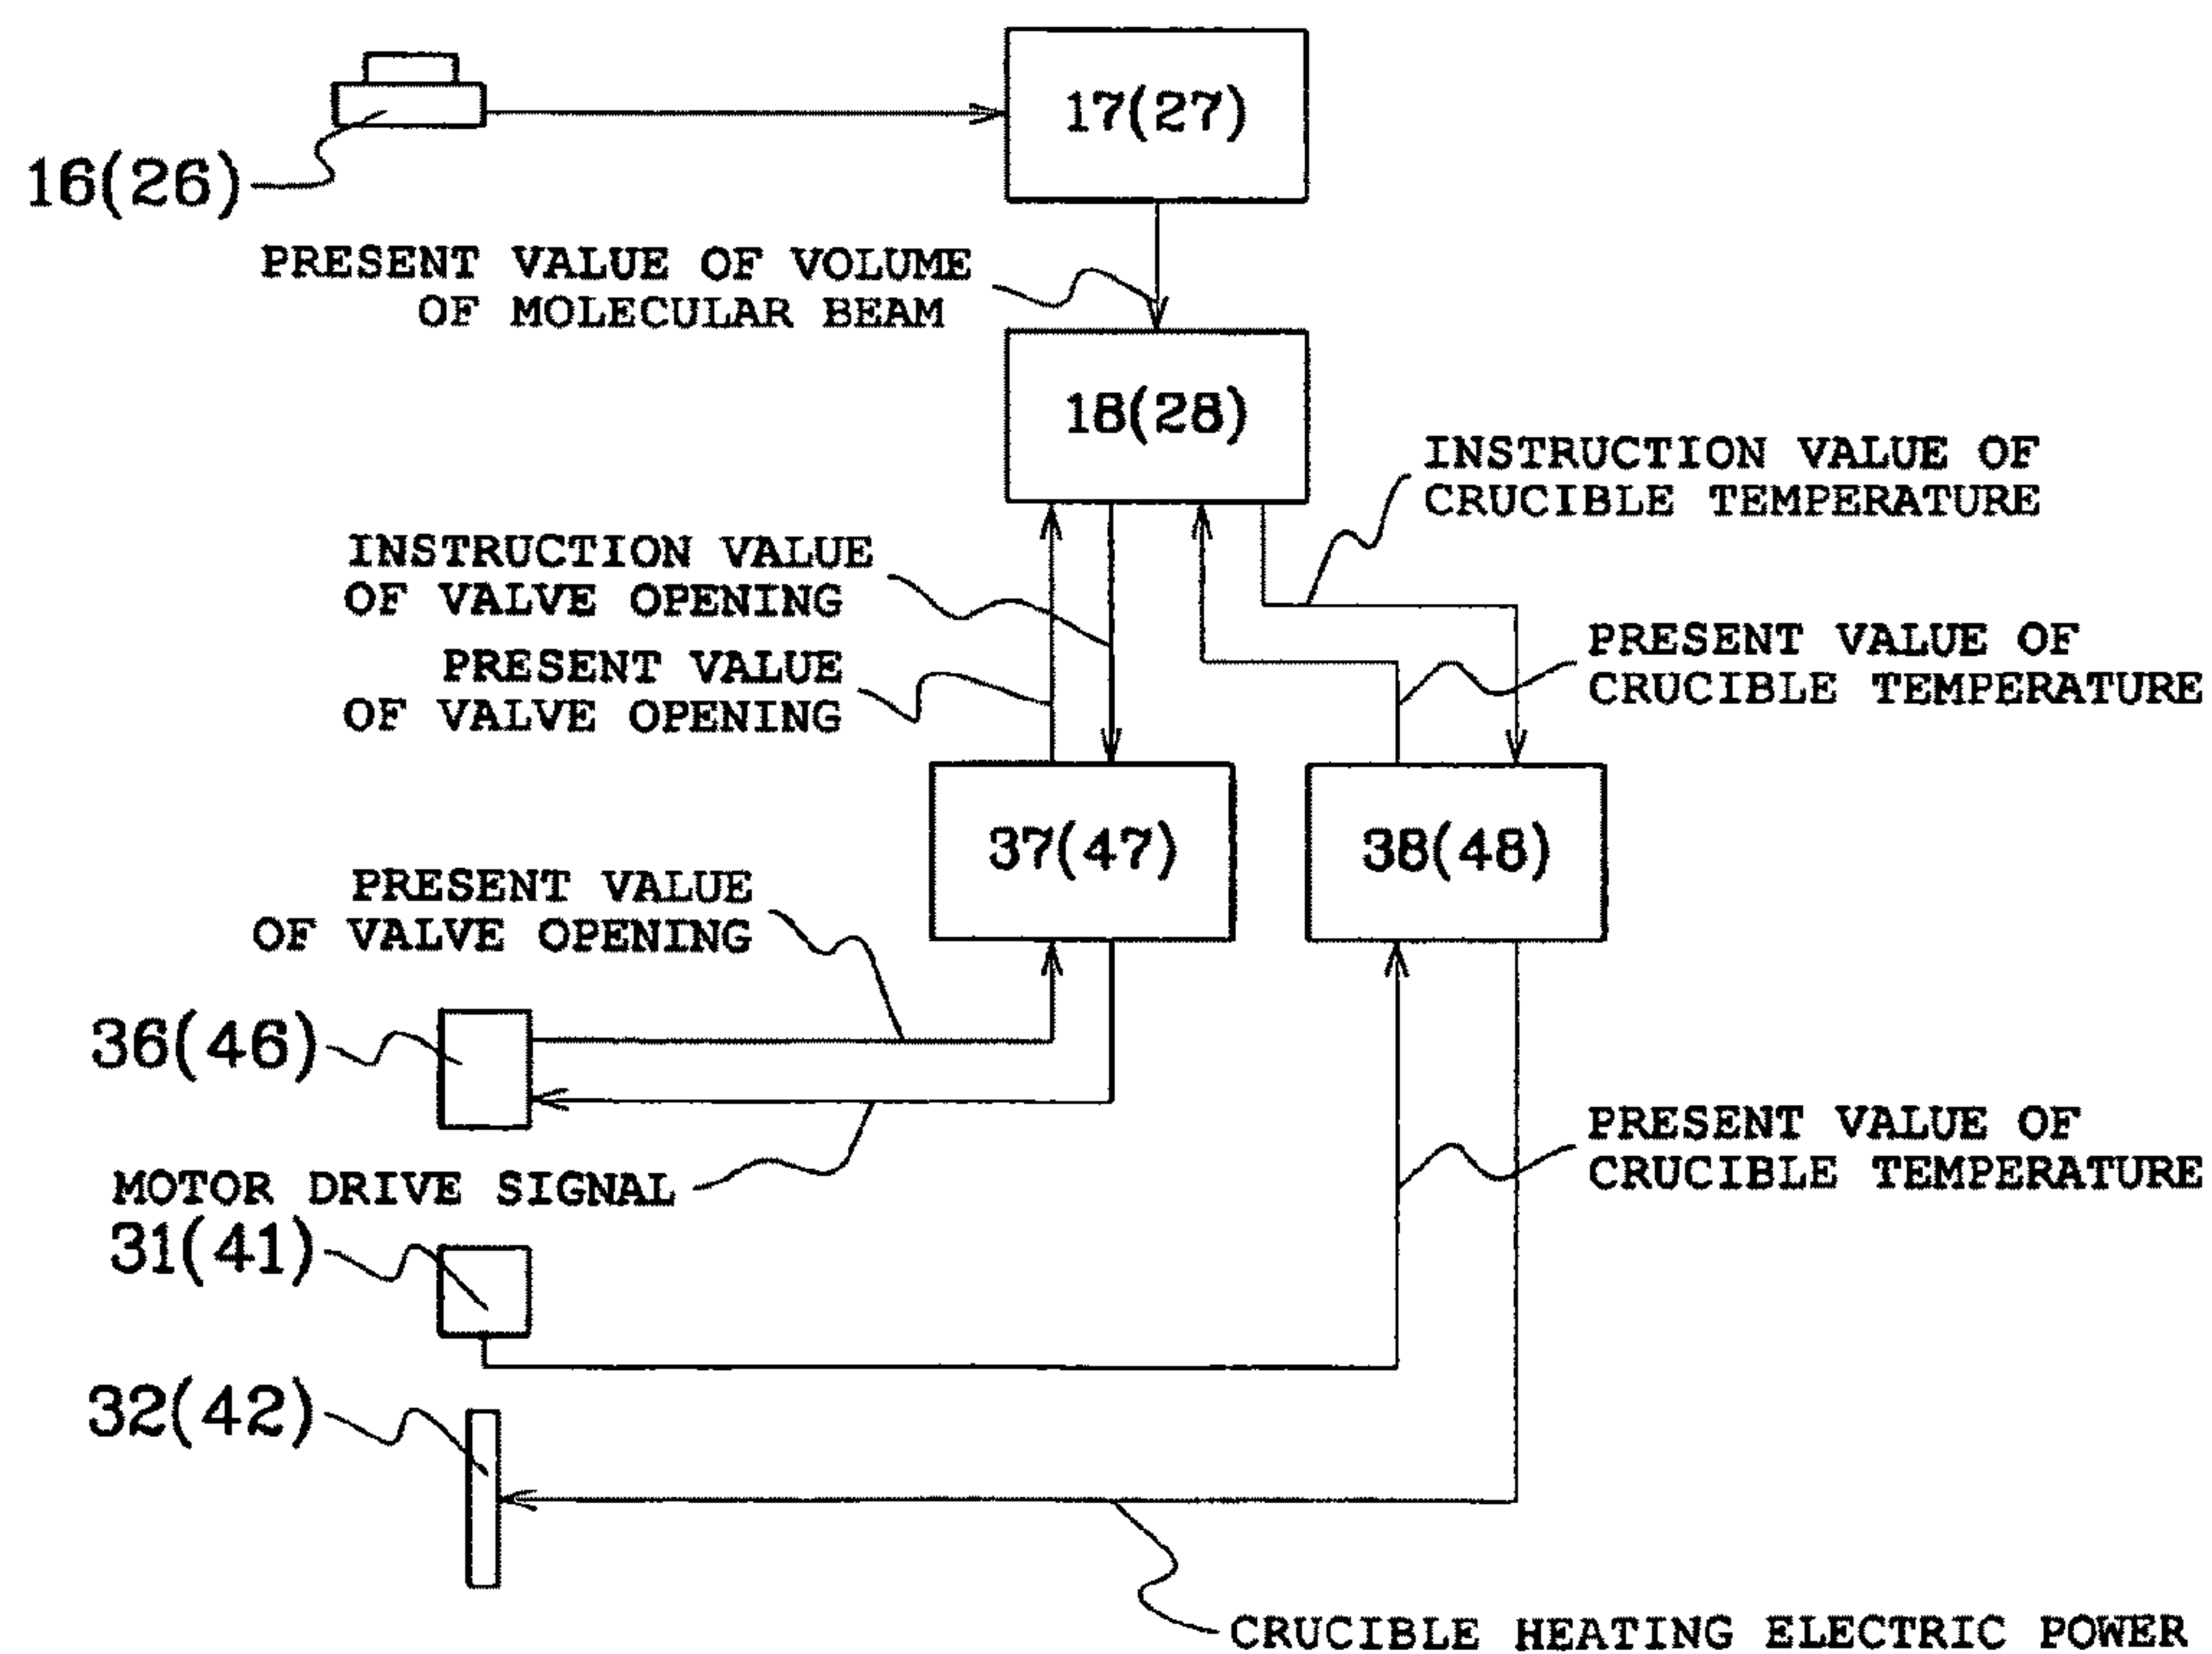 17(27)
16(26)
PRESENT VALUE OF VOLUME
OF MOLECULAR BEAM
18(28)
INSTRUCTION VALUE OF
CRUCIBLE TEMPERATURE
INSTRUCTION VALUE
OF VALVE OPENING
PRESENT VALUE
OF VALVE OPENING
PRESENT VALUE OF
CRUCIBLE TEMPERATURE
37(47)
38(48)
PRESENT VALUE
OF VALVE OPENING
36(46)
MOTOR DRIVE SIGNAL
PRESENT VALUE OF
CRUCIBLE TEMPERATURE
31(41)
32(42)
CRUCIBLE HEATING ELECTRIC POWER